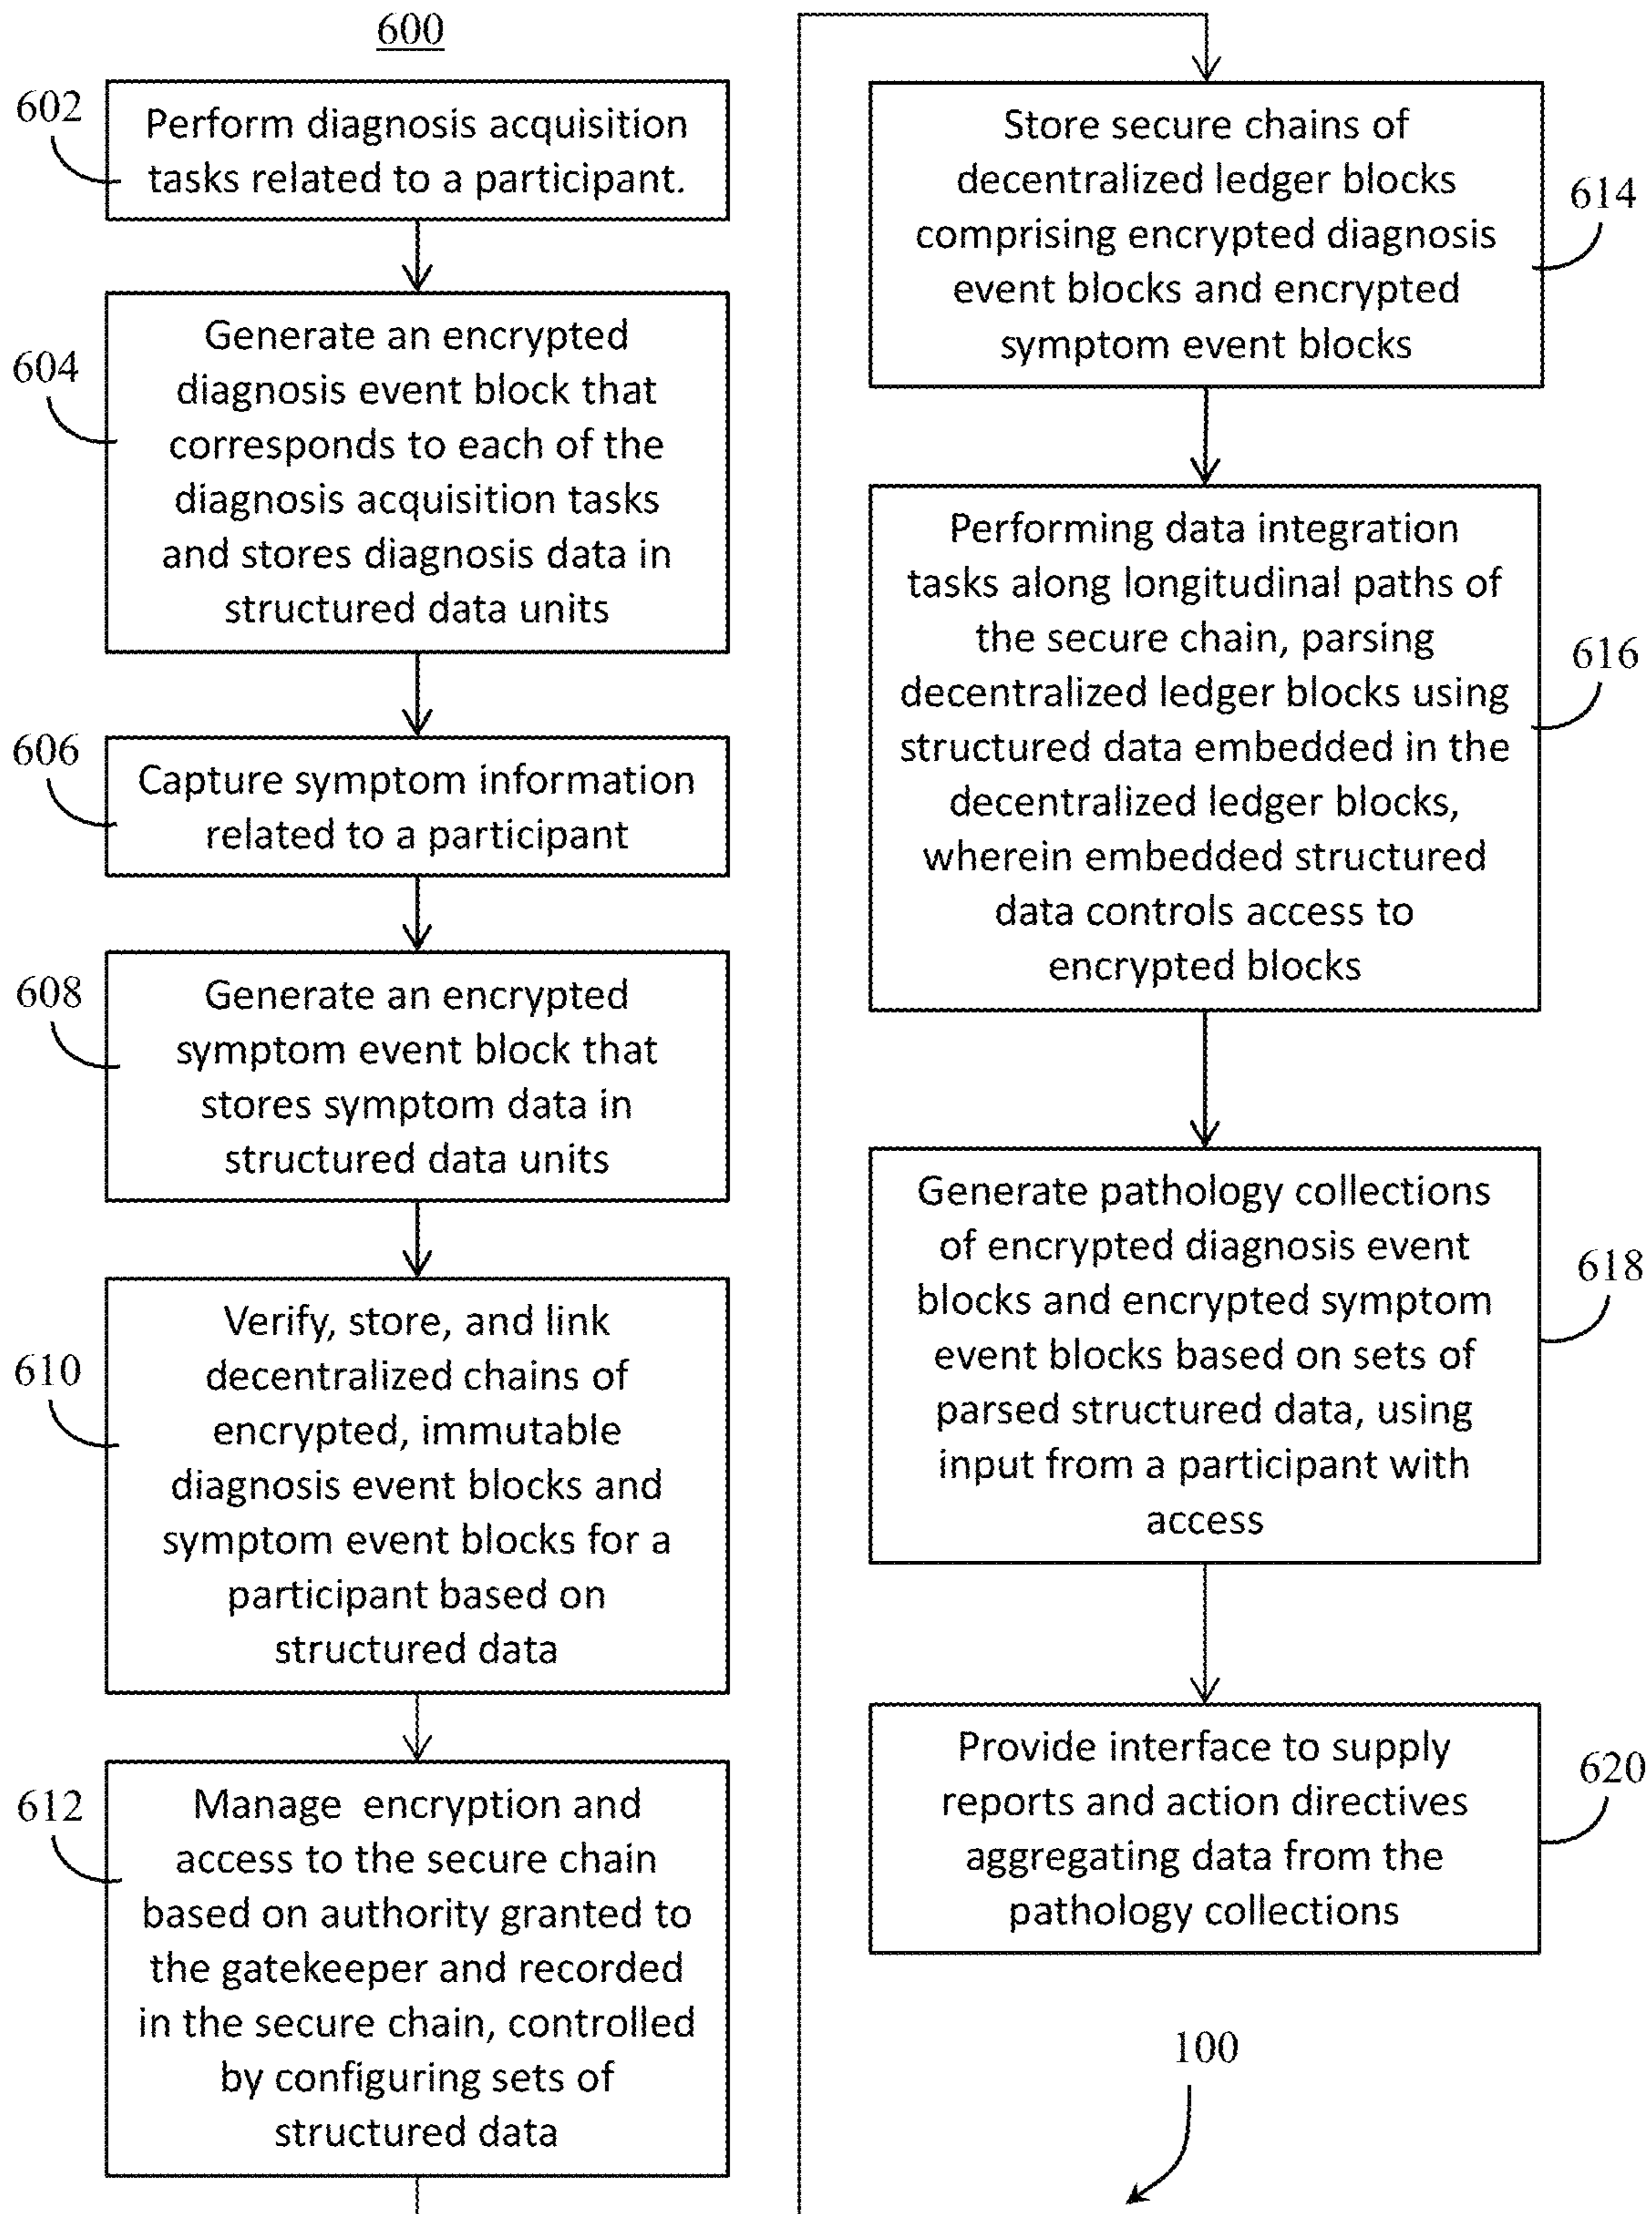 600
602
Perform diagnosis acquisition
tasks related to a participant.
604
Generate an encrypted
diagnosis event block that
corresponds to each of the
diagnosis acquisition tasks
and stores diagnosis data in
structured data units
606
Capture symptom information
related to a participant
608
Generate an encrypted
symptom event block that
stores symptom data in
structured data units
610
Verify, store, and link
decentralized chains of
encrypted, immutable
diagnosis event blocks and
symptom event blocks for a
participant based on
structured data
612
Manage encryption and
access to the secure chain
based on authority granted to
the gatekeeper and recorded
in the secure chain, controlled
by configuring sets of
structured data
614
Store secure chains of
decentralized ledger blocks
comprising encrypted diagnosis
event blocks and encrypted
symptom event blocks
616
Performing data integration
tasks along longitudinal paths of
the secure chain, parsing
decentralized ledger blocks using
structured data embedded in the
decentralized ledger blocks,
wherein embedded structured
data controls access to
encrypted blocks
618
Generate pathology collections
of encrypted diagnosis event
blocks and encrypted symptom
event blocks based on sets of
parsed structured data, using
input from a participant with
access
620
Provide interface to supply
reports and action directives
aggregating data from the
pathology collections
100